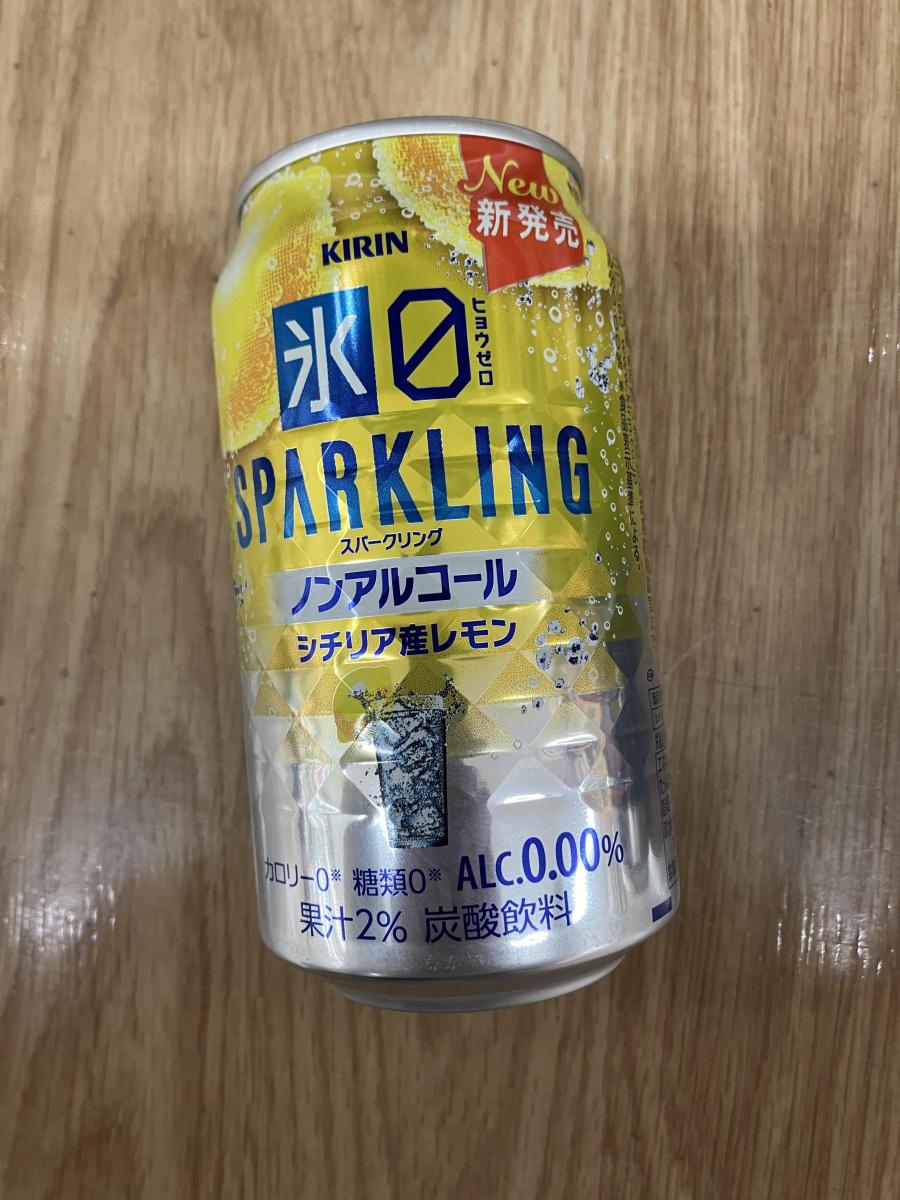 New
新発売
KIRIN
氷0
ヒョウゼロ
SPARKLING
スパークリング
ノンアルコール
シチリア産レモン
カロリー0※ 糖類0※ ALC.0.00%
果汁2% 炭酸飲料